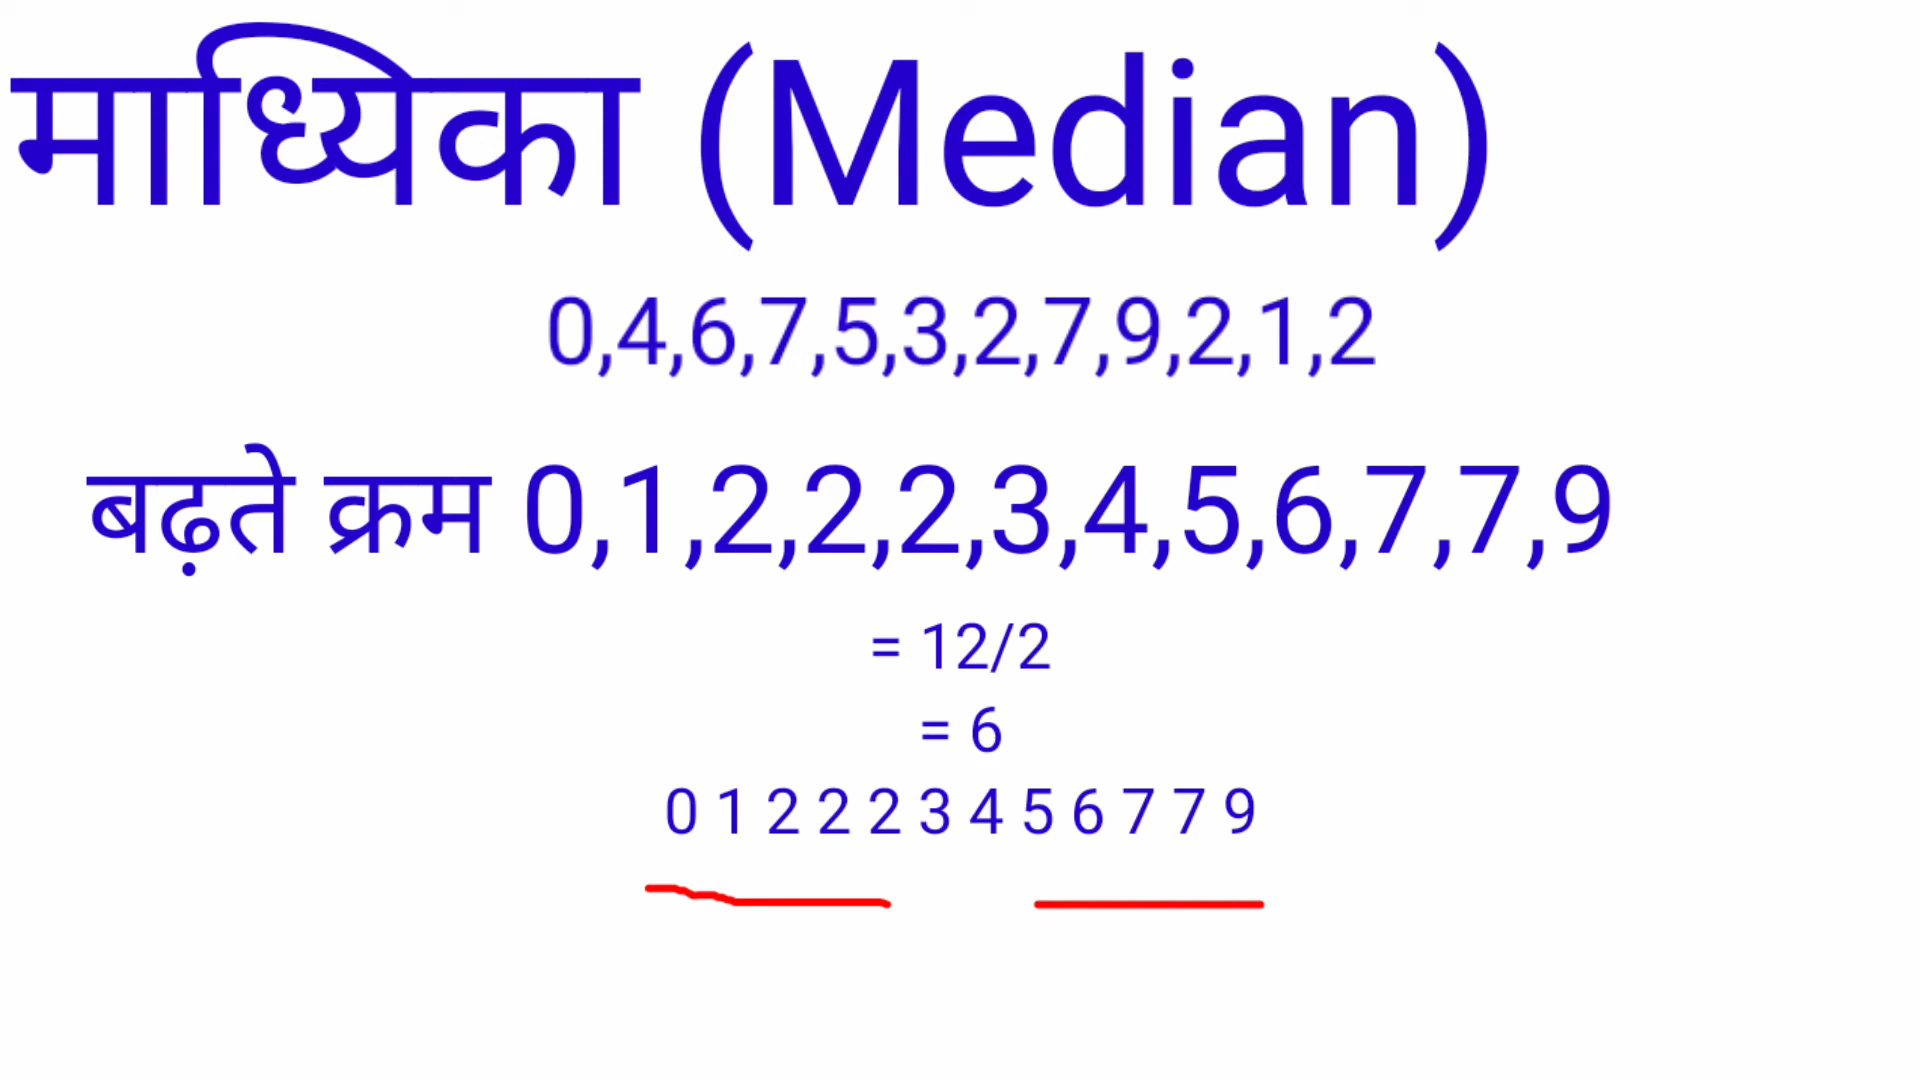 माध्यिका (Median)
0,4,6,7,5,3,2,7,9,2,1,2
बढ़ते क्रम 0,1,2,2,2,3,4,5,6,7,7,9
= 12/2
= 6
0 1 2 2 2 3 4 5 6 7 7 9